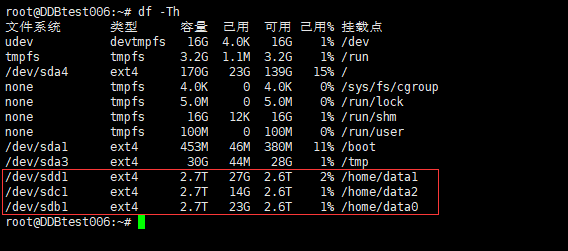 root@DDBtest006:~# df -Th
文件系统 类型 容量 已用 可用 已用% 挂载点
udev devtmpfs 16G 4.0K 16G 1% /dev
tmpfs tmpfs 3.2G 1.1M 3.2G 1% /run
/dev/sda4 ext4 170G 23G 139G 15% /
none tmpfs 4.0K 0 4.0K 0% /sys/fs/cgroup
none tmpfs 5.0M 0 5.0M 0% /run/lock
none tmpfs 16G 12K 16G 1% /run/shm
none tmpfs 100M 0 100M 0% /run/user
/dev/sda1 ext4 453M 46M 380M 11% /boot
/dev/sda3 ext4 30G 44M 28G 1% /tmp
/dev/sdd1 ext4 2.7T 27G 2.6T 2% /home/data1
/dev/sdc1 ext4 2.7T 14G 2.6T 1% /home/data2
/dev/sdb1 ext4 2.7T 23G 2.6T 1% /home/data0
root@DDBtest006:~#